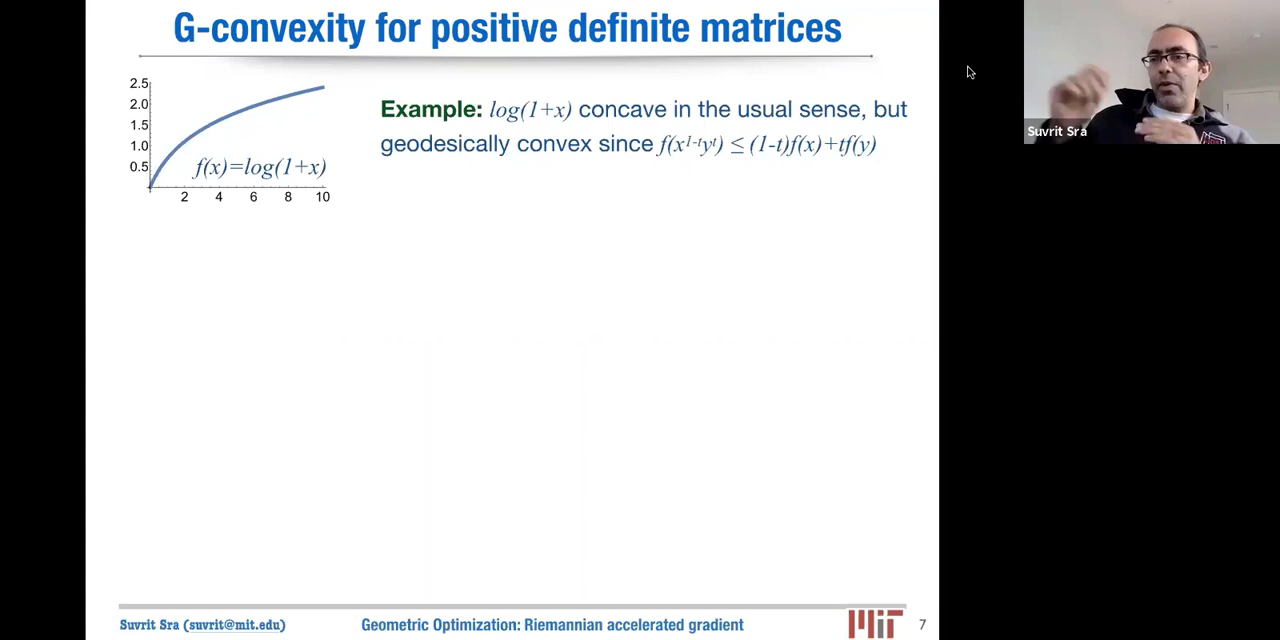 G-convexity for positive definite matrices
2.5
2.0
1.5
1.0
0.5
2 4 6 8 10
f(x)=log(1+x)
Example: log(1+x) concave in the usual sense, but
geodesically convex since f(x¹⁻ᵗyᵗ) ≤ (1-t)f(x)+tf(y)
Suvrit Sra
Suvrit Sra (suvrit@mit.edu)
Geometric Optimization: Riemannian accelerated gradient
MIT
7